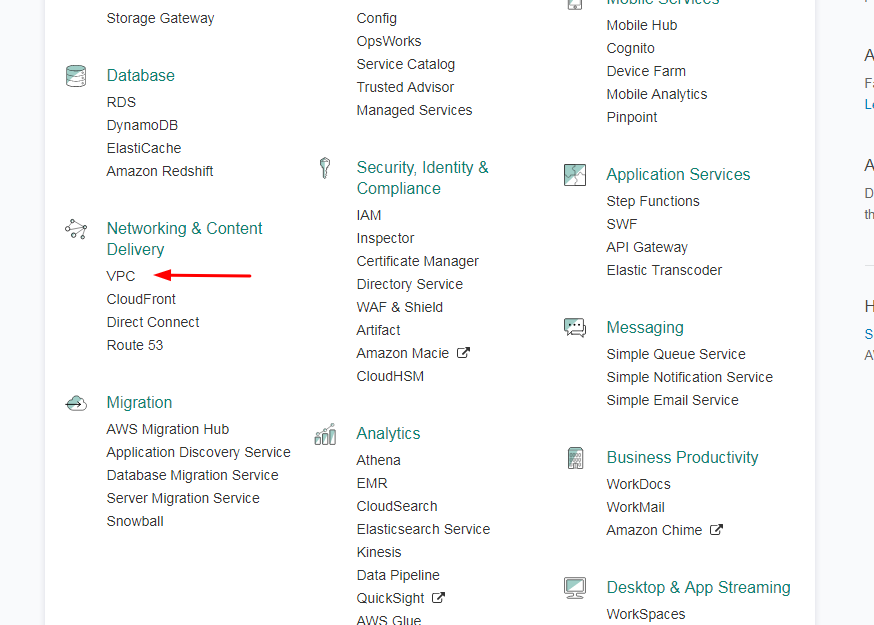 Storage Gateway
Database
RDS
DynamoDB
ElastiCache
Amazon Redshift
Networking & Content
Delivery
VPC
CloudFront
Direct Connect
Route 53
Migration
AWS Migration Hub
Application Discovery Service
Database Migration Service
Server Migration Service
Snowball
Config
OpsWorks
Service Catalog
Trusted Advisor
Managed Services
Security, Identity &
Compliance
IAM
Inspector
Certificate Manager
Directory Service
WAF & Shield
Artifact
Amazon Macie
CloudHSM
Analytics
Athena
EMR
CloudSearch
Elasticsearch Service
Kinesis
Data Pipeline
QuickSight
AWS Glue
Mobile Services
Mobile Hub
Cognito
Device Farm
Mobile Analytics
Pinpoint
Application Services
Step Functions
SWF
API Gateway
Elastic Transcoder
Messaging
Simple Queue Service
Simple Notification Service
Simple Email Service
Business Productivity
WorkDocs
WorkMail
Amazon Chime
Desktop & App Streaming
WorkSpaces